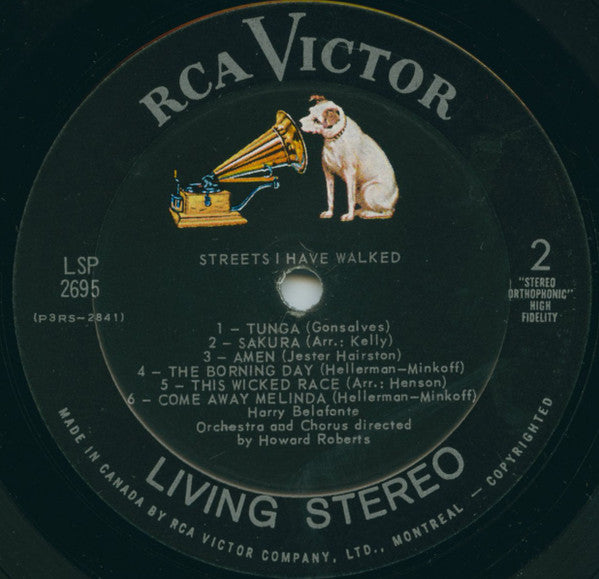 RCA VICTOR
STREETS I HAVE WALKED
LSP
2695
(P3RS-2841)
2
"STEREO
ORTHOPHONIC"
HIGH
FIDELITY
1 – TUNGA (Gonsalves)
2 – SAKURA (Arr.: Kelly)
3 – AMEN (Jester Hairston)
4 – THE BORNING DAY (Hellerman-Minkoff)
5 – THIS WICKED RACE (Arr.: Henson)
6 – COME AWAY MELINDA (Hellerman-Minkoff)
Harry Belafonte
Orchestra and Chorus directed
by Howard Roberts
LIVING STEREO
MADE IN CANADA BY RCA VICTOR COMPANY, LTD., MONTREAL – COPYRIGHTED